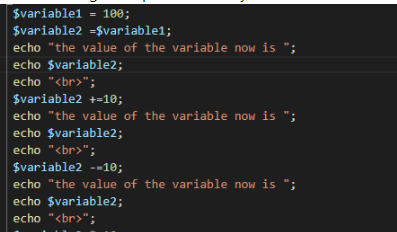 $variable1 = 100;
$variable2 =$variable1;
echo "the value of the variable now is ";
echo $variable2;
echo "<br>";
$variable2 +=10;
echo "the value of the variable now is ";
echo $variable2;
echo "<br>";
$variable2 -=10;
echo "the value of the variable now is ";
echo $variable2;
echo "<br>";